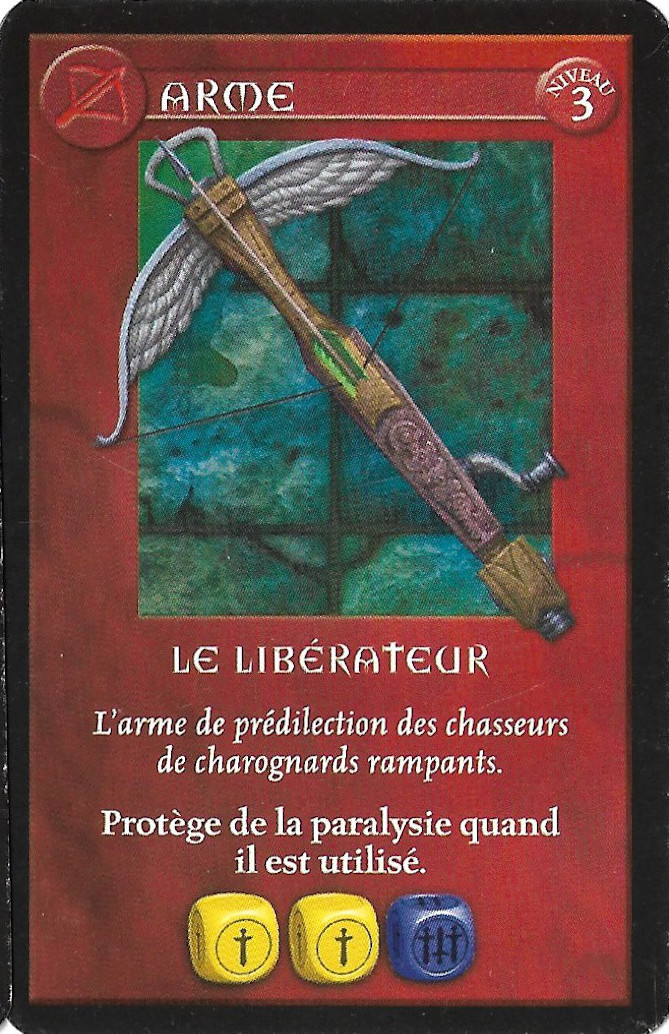 ARME
NIVEAU
3
LE LIBÉRATEUR
L'arme de prédilection des chasseurs
de charognards rampants.
Protège de la paralysie quand
il est utilisé.